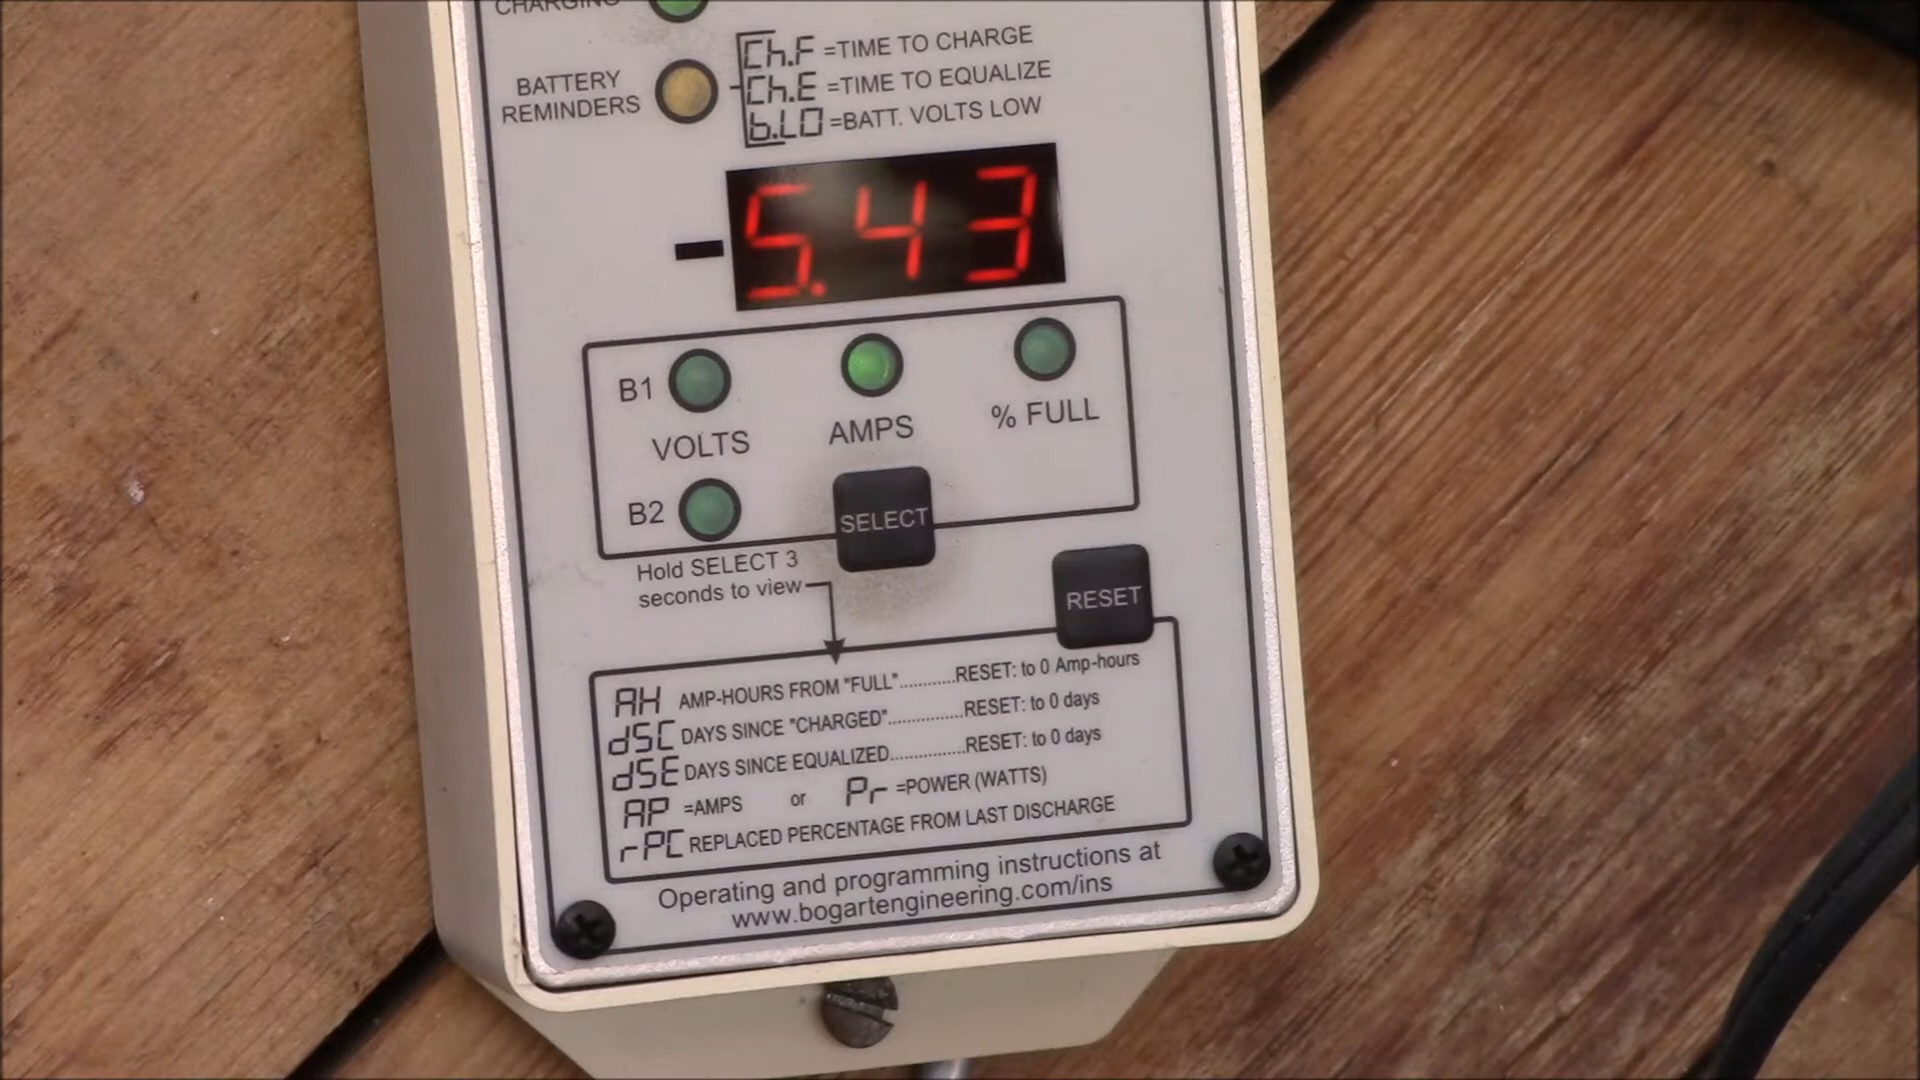 CHARGING
Ch.F =TIME TO CHARGE
BATTERY REMINDERS
Ch.E =TIME TO EQUALIZE
b.LO =BATT. VOLTS LOW
-5.43
B1
VOLTS
AMPS
% FULL
B2
SELECT
Hold SELECT 3
seconds to view
RESET
AH AMP-HOURS FROM "FULL"...........RESET: to 0 Amp-hours
dSC DAYS SINCE "CHARGED"...............RESET: to 0 days
dSE DAYS SINCE EQUALIZED...............RESET: to 0 days
AP =AMPS or Pr =POWER (WATTS)
rPC REPLACED PERCENTAGE FROM LAST DISCHARGE
Operating and programming instructions at
www.bogartengineering.com/ins